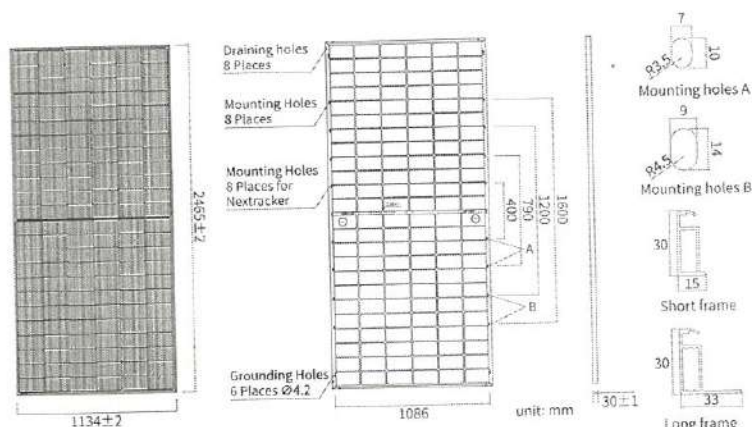 2465±2
1134±2
Draining holes
8 Places
Mounting Holes
8 Places
Mounting Holes
8 Places for
Nextracker
Grounding Holes
6 Places Ø4.2
400
790
1200
1600
A
B
1086
unit: mm
30±1
7
10
R3.5
Mounting holes A
9
14
R4.5
Mounting holes B
30
15
Short frame
30
33
Long frame